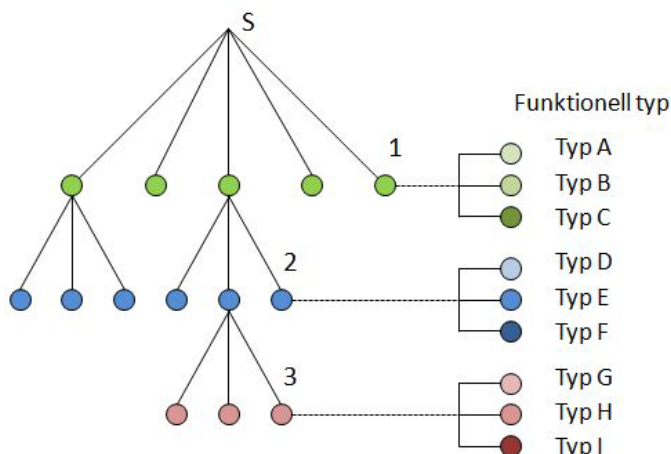 S
Funktionell typ
1
Typ A
Typ B
Typ C
2
Typ D
Typ E
Typ F
3
Typ G
Typ H
Typ I